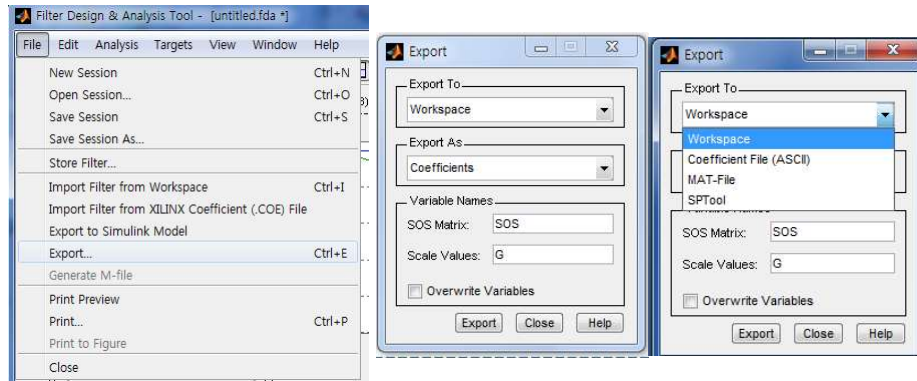 Filter Design & Analysis Tool - [untitled.fda *]
File Edit Analysis Targets View Window Help
New Session Ctrl+N
Open Session... Ctrl+O
Save Session Ctrl+S
Save Session As...
Store Filter...
Import Filter from Workspace Ctrl+I
Import Filter from XILINX Coefficient (.COE) File
Export to Simulink Model
Export... Ctrl+E
Generate M-file
Print Preview
Print... Ctrl+P
Print to Figure
Close
Export
Export To
Workspace
Export As
Coefficients
Variable Names
SOS Matrix: SOS
Scale Values: G
Overwrite Variables
Export Close Help
Export
Export To
Workspace
Workspace
Coefficient File (ASCII)
MAT-File
SPTool
SOS Matrix: SOS
Scale Values: G
Overwrite Variables
Export Close Help